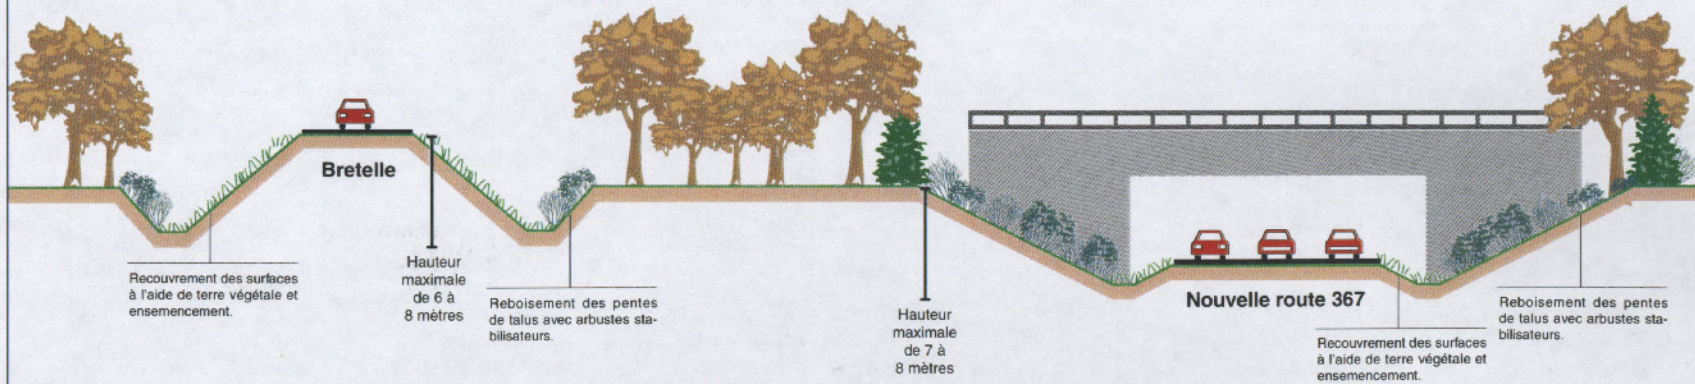 Bretelle
Recouvrement des surfaces
à l'aide de terre végétale et
ensemencement.
Hauteur
maximale
de 6 à
8 mètres
Reboisement des pentes
de talus avec arbustes sta-
bilisateurs.
Hauteur
maximale
de 7 à
8 mètres
Nouvelle route 367
Recouvrement des surfaces
à l'aide de terre végétale et
ensemencement.
Reboisement des pentes
de talus avec arbustes sta-
bilisateurs.